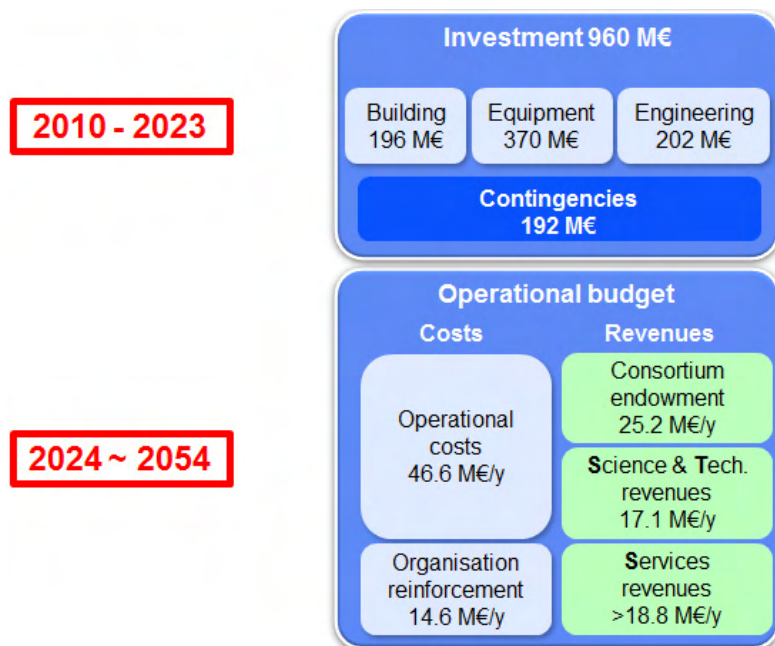 Investment 960 M€
2010 - 2023
Building
196 M€
Equipment
370 M€
Engineering
202 M€
Contingencies
192 M€
Operational budget
Costs
Revenues
2024 ~ 2054
Operational
costs
46.6 M€/y
Organisation
reinforcement
14.6 M€/y
Consortium
endowment
25.2 M€/y
Science & Tech.
revenues
17.1 M€/y
Services
revenues
>18.8 M€/y